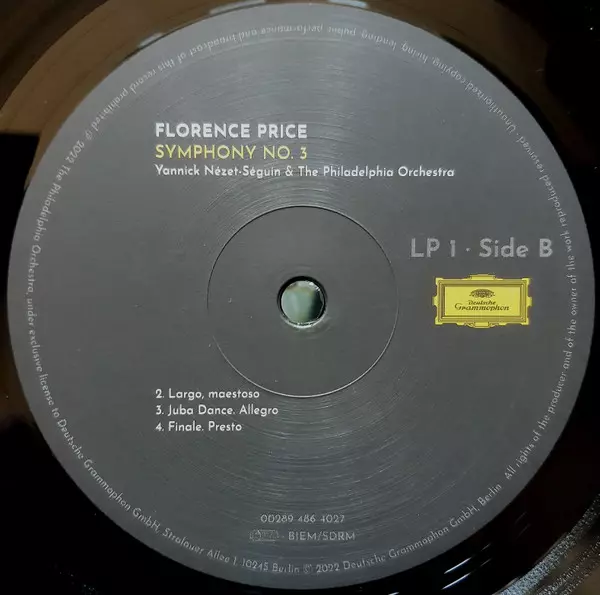 FLORENCE PRICE
SYMPHONY NO. 3
Yannick Nézet-Séguin & The Philadelphia Orchestra
LP 1 · Side B
Deutsche
Grammophon
2. Largo, maestoso
3. Juba Dance. Allegro
4. Finale. Presto
00289 486 4027
- BIEM/SDRM
All rights of the producer and of the owner of the work reproduced reserved. Unauthorized copying, hiring, lending, public performance and broadcast of this record prohibited ℗ 2022 The Philadelphia Orchestra, under exclusive license to Deutsche Grammophon GmbH, Stralauer Allee 1, 10245 Berlin © 2022 Deutsche Grammophon GmbH, Berlin